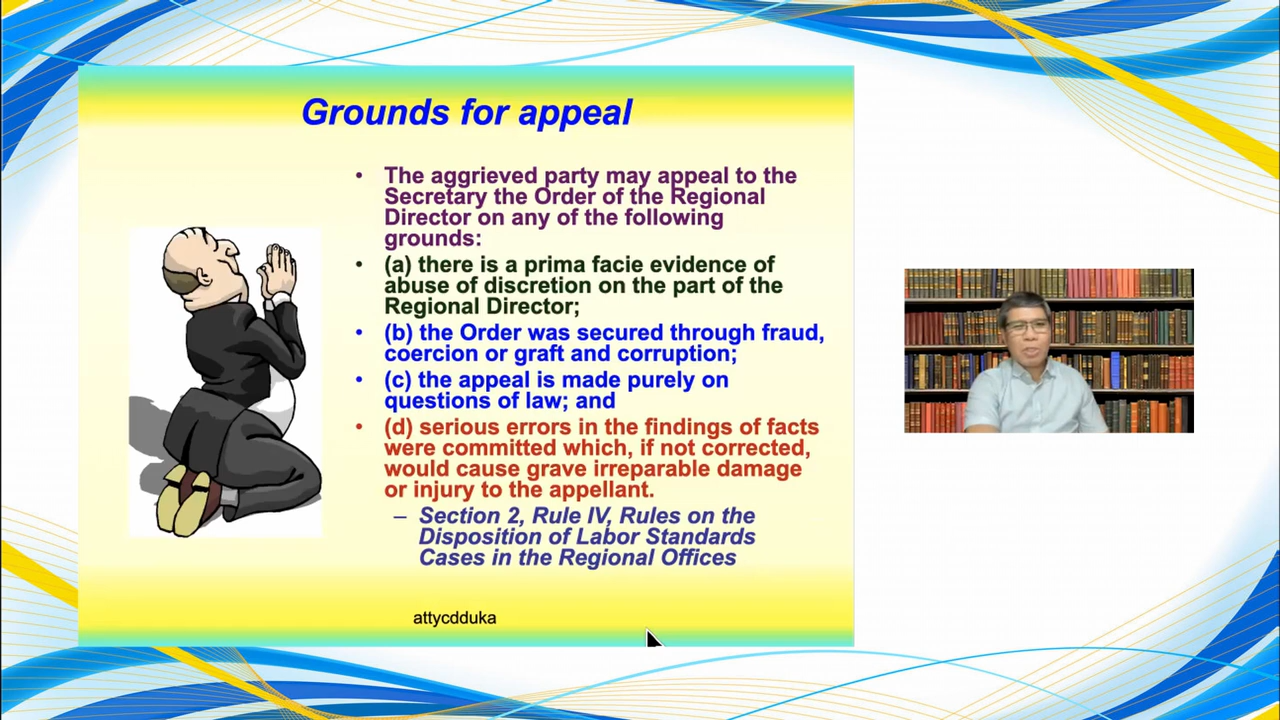 Grounds for appeal
• The aggrieved party may appeal to the
Secretary the Order of the Regional
Director on any of the following
grounds:
• (a) there is a prima facie evidence of
abuse of discretion on the part of the
Regional Director;
• (b) the Order was secured through fraud,
coercion or graft and corruption;
• (c) the appeal is made purely on
questions of law; and
• (d) serious errors in the findings of facts
were committed which, if not corrected,
would cause grave irreparable damage
or injury to the appellant.
– Section 2, Rule IV, Rules on the
Disposition of Labor Standards
Cases in the Regional Offices
attycdduka